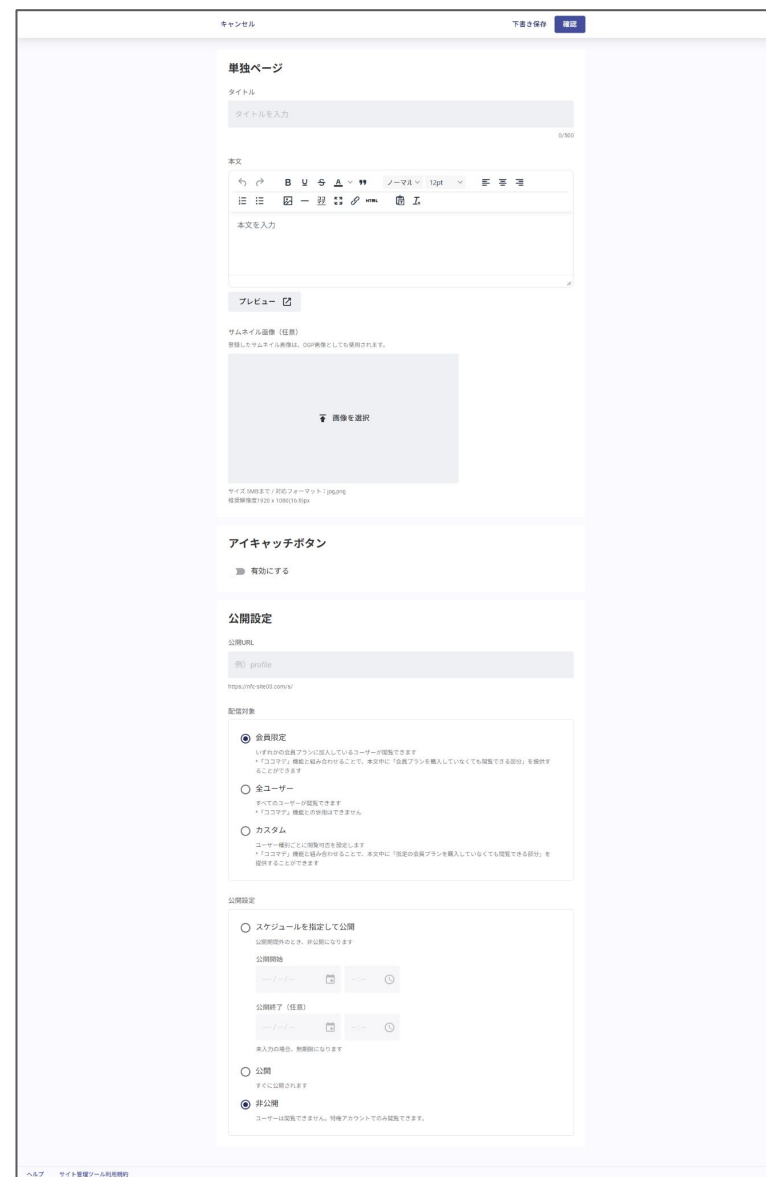 キャンセル
下書き保存
確認
単独ページ
タイトル
タイトルを入力
0/500
本文
B U S A ノーマル 12pt
HTML
本文を入力
プレビュー
サムネイル画像（任意）
登録したサムネイル画像は、OGP画像としても使用されます。
画像を選択
サイズ:5MBまで / 対応フォーマット：jpg,png
推奨解像度1920 x 1080(16:9)px
アイキャッチボタン
有効にする
公開設定
公開URL
例）profile
https://nfc-site00.com/s/
配信対象
会員限定
いずれかの会員プランに加入しているユーザーが閲覧できます
*「ココマデ」機能と組み合わせることで、本文中に「会員プランを購入していなくても閲覧できる部分」を提供す
ることができます
全ユーザー
すべてのユーザーが閲覧できます
*「ココマデ」機能との併用はできません
カスタム
ユーザー種別ごとに閲覧可否を設定します
*「ココマデ」機能と組み合わせることで、本文中に「指定の会員プランを購入していなくても閲覧できる部分」を
提供することができます
公開設定
スケジュールを指定して公開
公開期間外のとき、非公開になります
公開開始
---/--/-- --:--
公開終了（任意）
---/--/-- --:--
未入力の場合、無期限になります
公開
すぐに公開されます
非公開
ユーザーは閲覧できません。特権アカウントでのみ閲覧できます。
ヘルプ
サイト管理ツール利用規約